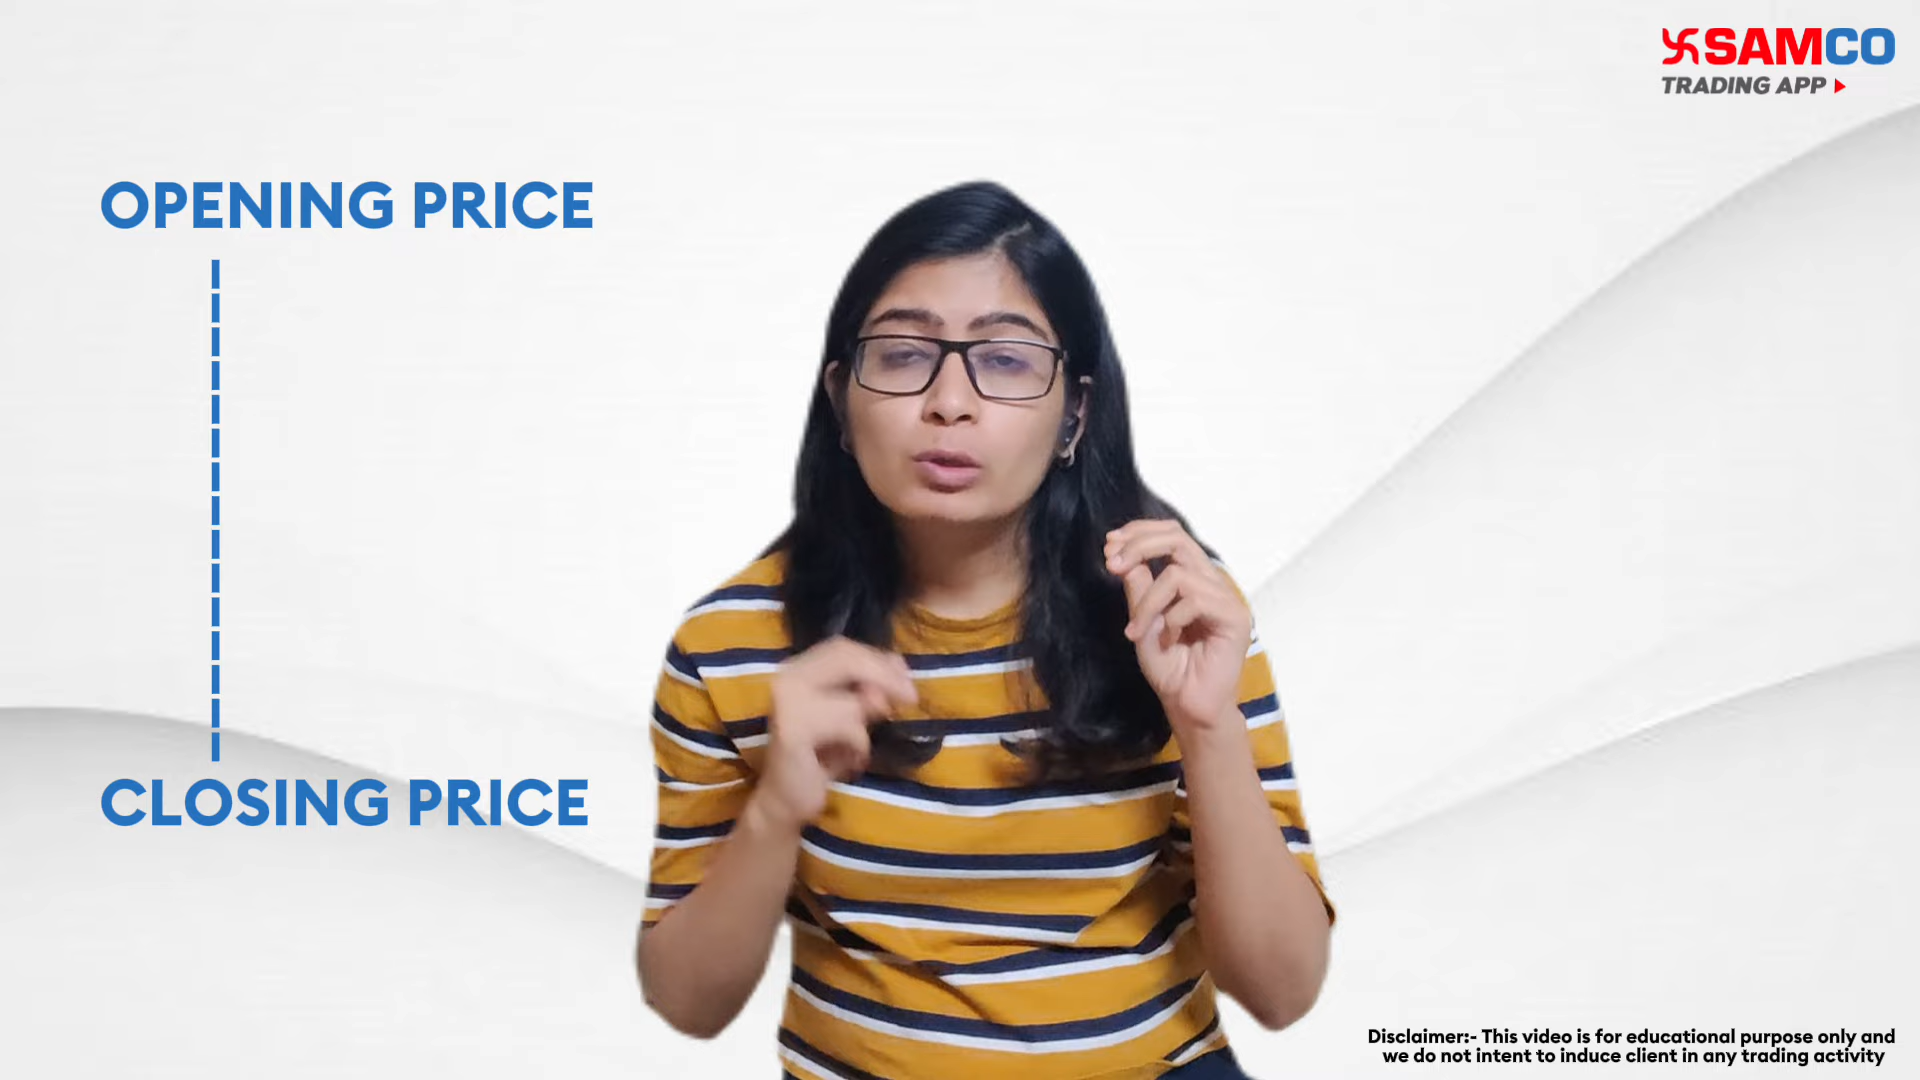 SAMCO
TRADING APP
OPENING PRICE
CLOSING PRICE
Disclaimer:- This video is for educational purpose only and
we do not intent to induce client in any trading activity